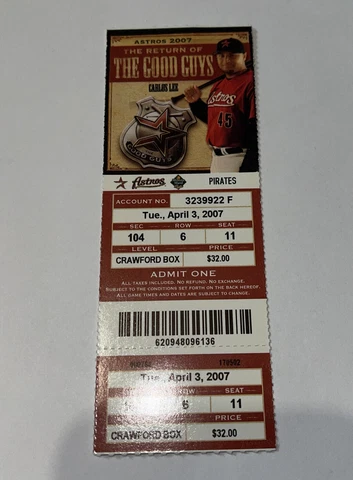 ASTROS 2007
THE RETURN OF
THE GOOD GUYS
CARLOS LEE
Astros
45
GOOD GUYS
Astros PIRATES
ACCOUNT NO. 3239922 F
Tue., April 3, 2007
SEC ROW SEAT
104 6 11
LEVEL PRICE
CRAWFORD BOX $32.00
ADMIT ONE
ALL TAXES INCLUDED. NO REFUND. NO EXCHANGE.
SUBJECT TO THE CONDITIONS SET FORTH ON THE BACK HEREOF.
ALL GAME TIMES AND DATES ARE SUBJECT TO CHANGE.
620948096136
Tue., April 3, 2007
ROW SEAT
6 11
PRICE
CRAWFORD BOX $32.00